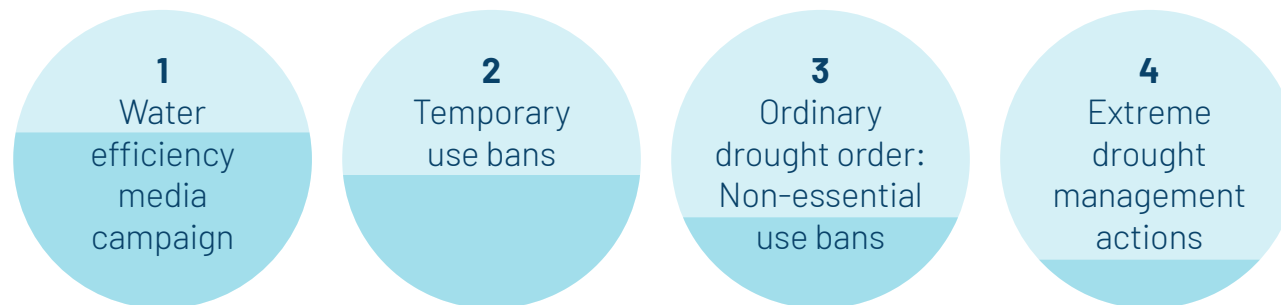 1
Water
efficiency
media
campaign
2
Temporary
use bans
3
Ordinary
drought order:
Non-essential
use bans
4
Extreme
drought
management
actions